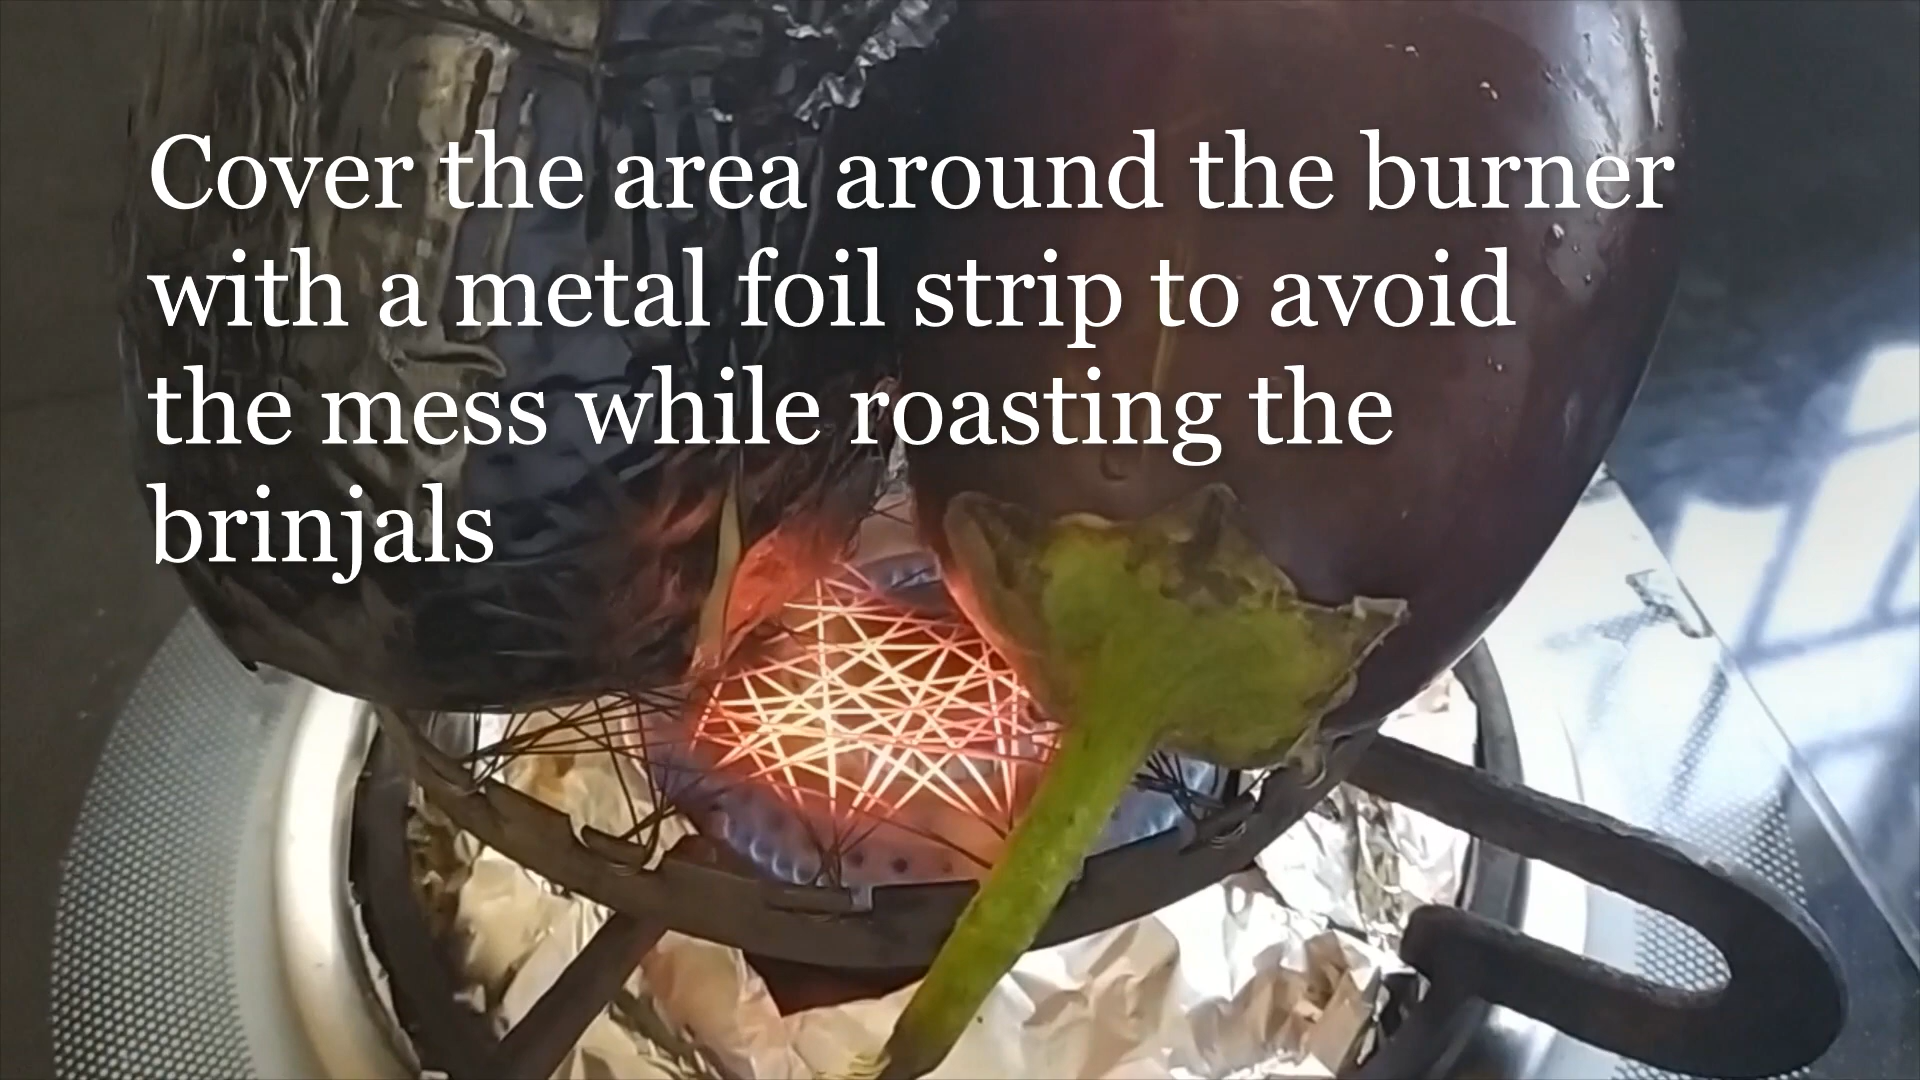 Cover the area around the burner
with a metal foil strip to avoid
the mess while roasting the
brinjals